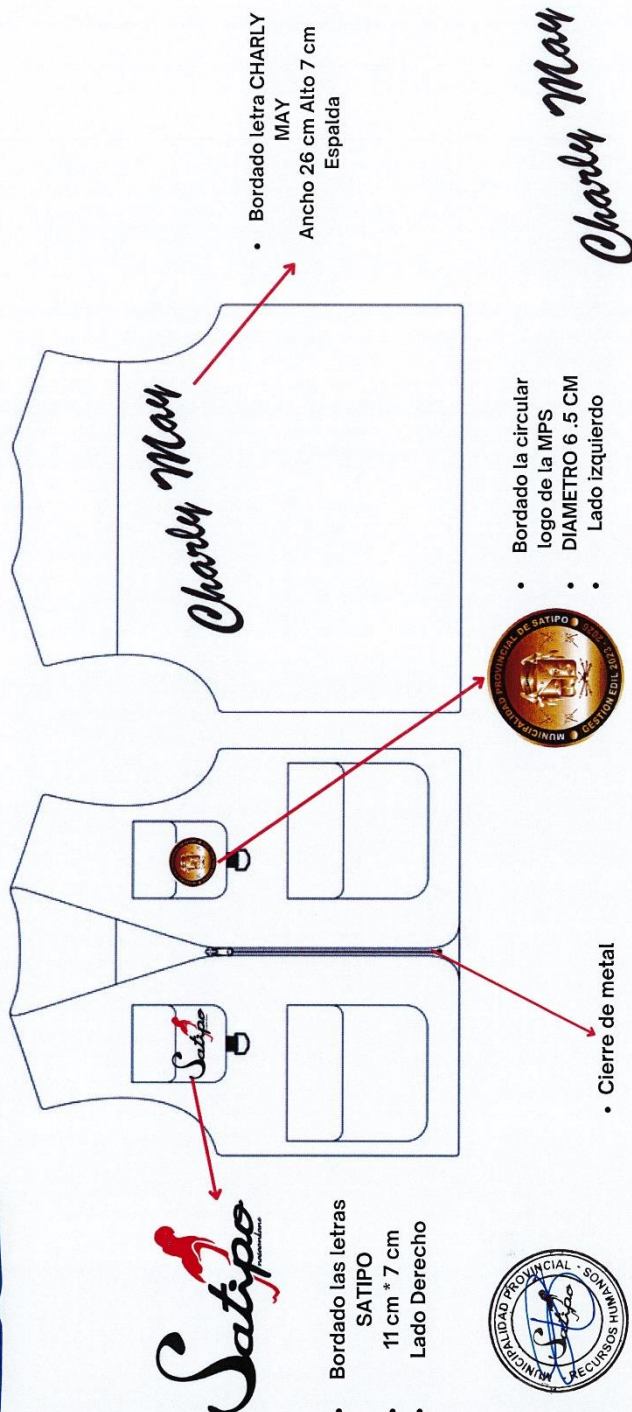 Satipo
Bordado las letras
SATIPO
11 cm * 7 cm
Lado Derecho
Satipo
Charly May
Bordado letra CHARLY
MAY
Ancho 26 cm Alto 7 cm
Espalda
Cierre de metal
MUNICIPALIDAD PROVINCIAL DE SATIPO
GESTION EDIL 2023 - 2026
Bordado la circular
logo de la MPS
DIAMETRO 6 .5 CM
Lado izquierdo
Charly May
MUNICIPALIDAD PROVINCIAL - RECURSOS HUMANOS
Satipo